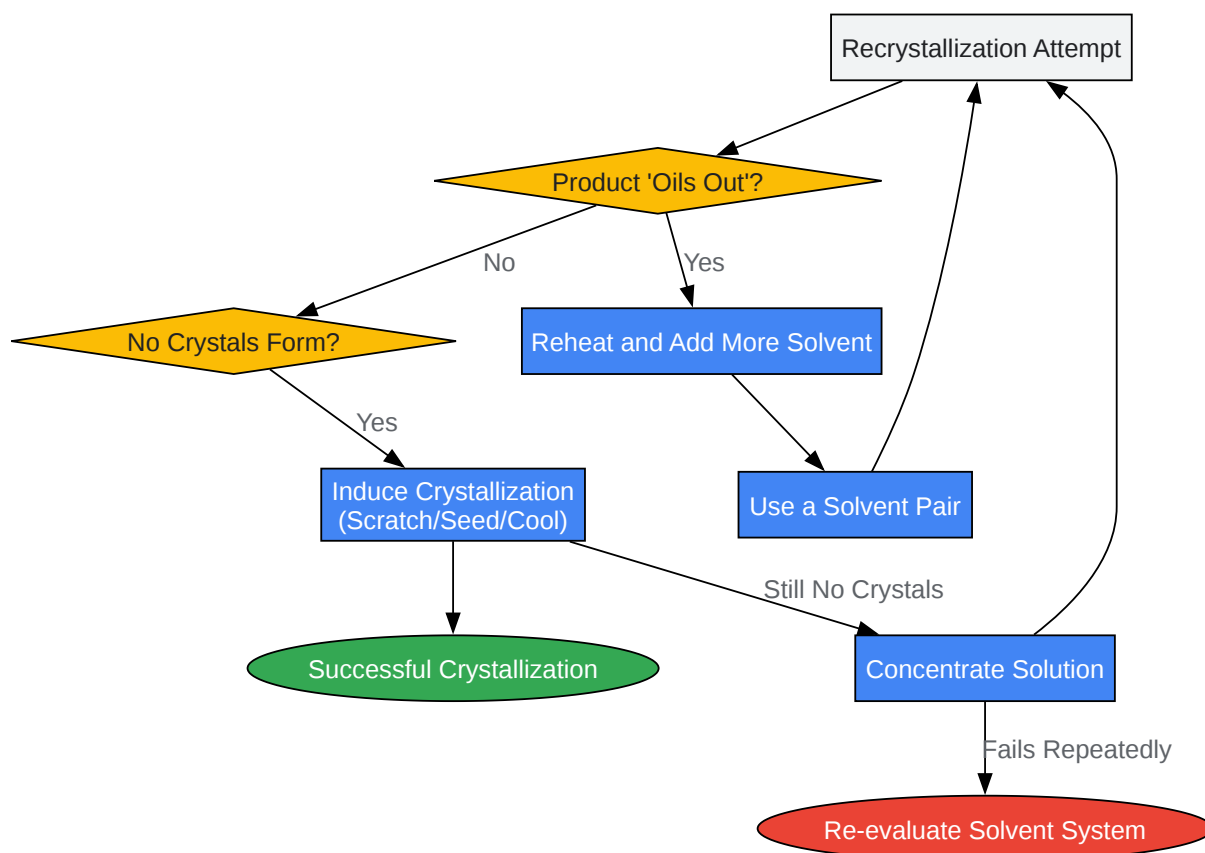 Recrystallization Attempt
Product 'Oils Out'?
No
Yes
No Crystals Form?
Reheat and Add More Solvent
Yes
Induce Crystallization
(Scratch/Seed/Cool)
Use a Solvent Pair
Still No Crystals
Successful Crystallization
Concentrate Solution
Fails Repeatedly
Re-evaluate Solvent System